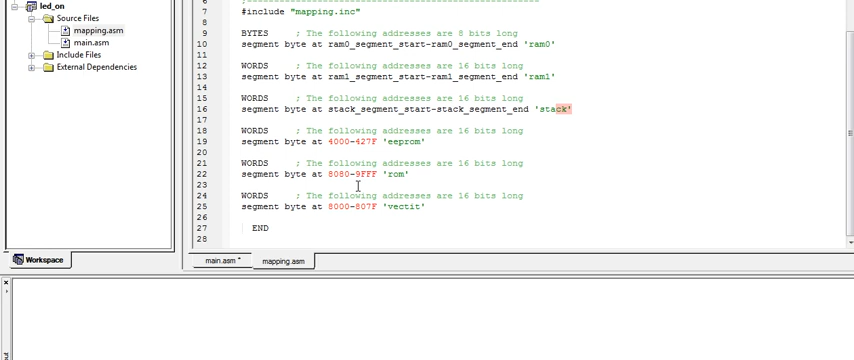 led_on
Source Files
mapping.asm
main.asm
Include Files
External Dependencies
Workspace
7 #include "mapping.inc"
8
9 BYTES ; The following addresses are 8 bits long
10 segment byte at ram0_segment_start-ram0_segment_end 'ram0'
11
12 WORDS ; The following addresses are 16 bits long
13 segment byte at ram1_segment_start-ram1_segment_end 'ram1'
14
15 WORDS ; The following addresses are 16 bits long
16 segment byte at stack_segment_start-stack_segment_end 'stack'
17
18 WORDS ; The following addresses are 16 bits long
19 segment byte at 4000-427F 'eeprom'
20
21 WORDS ; The following addresses are 16 bits long
22 segment byte at 8080-9FFF 'rom'
23
24 WORDS ; The following addresses are 16 bits long
25 segment byte at 8000-807F 'vectit'
26
27 END
28
main.asm * mapping.asm